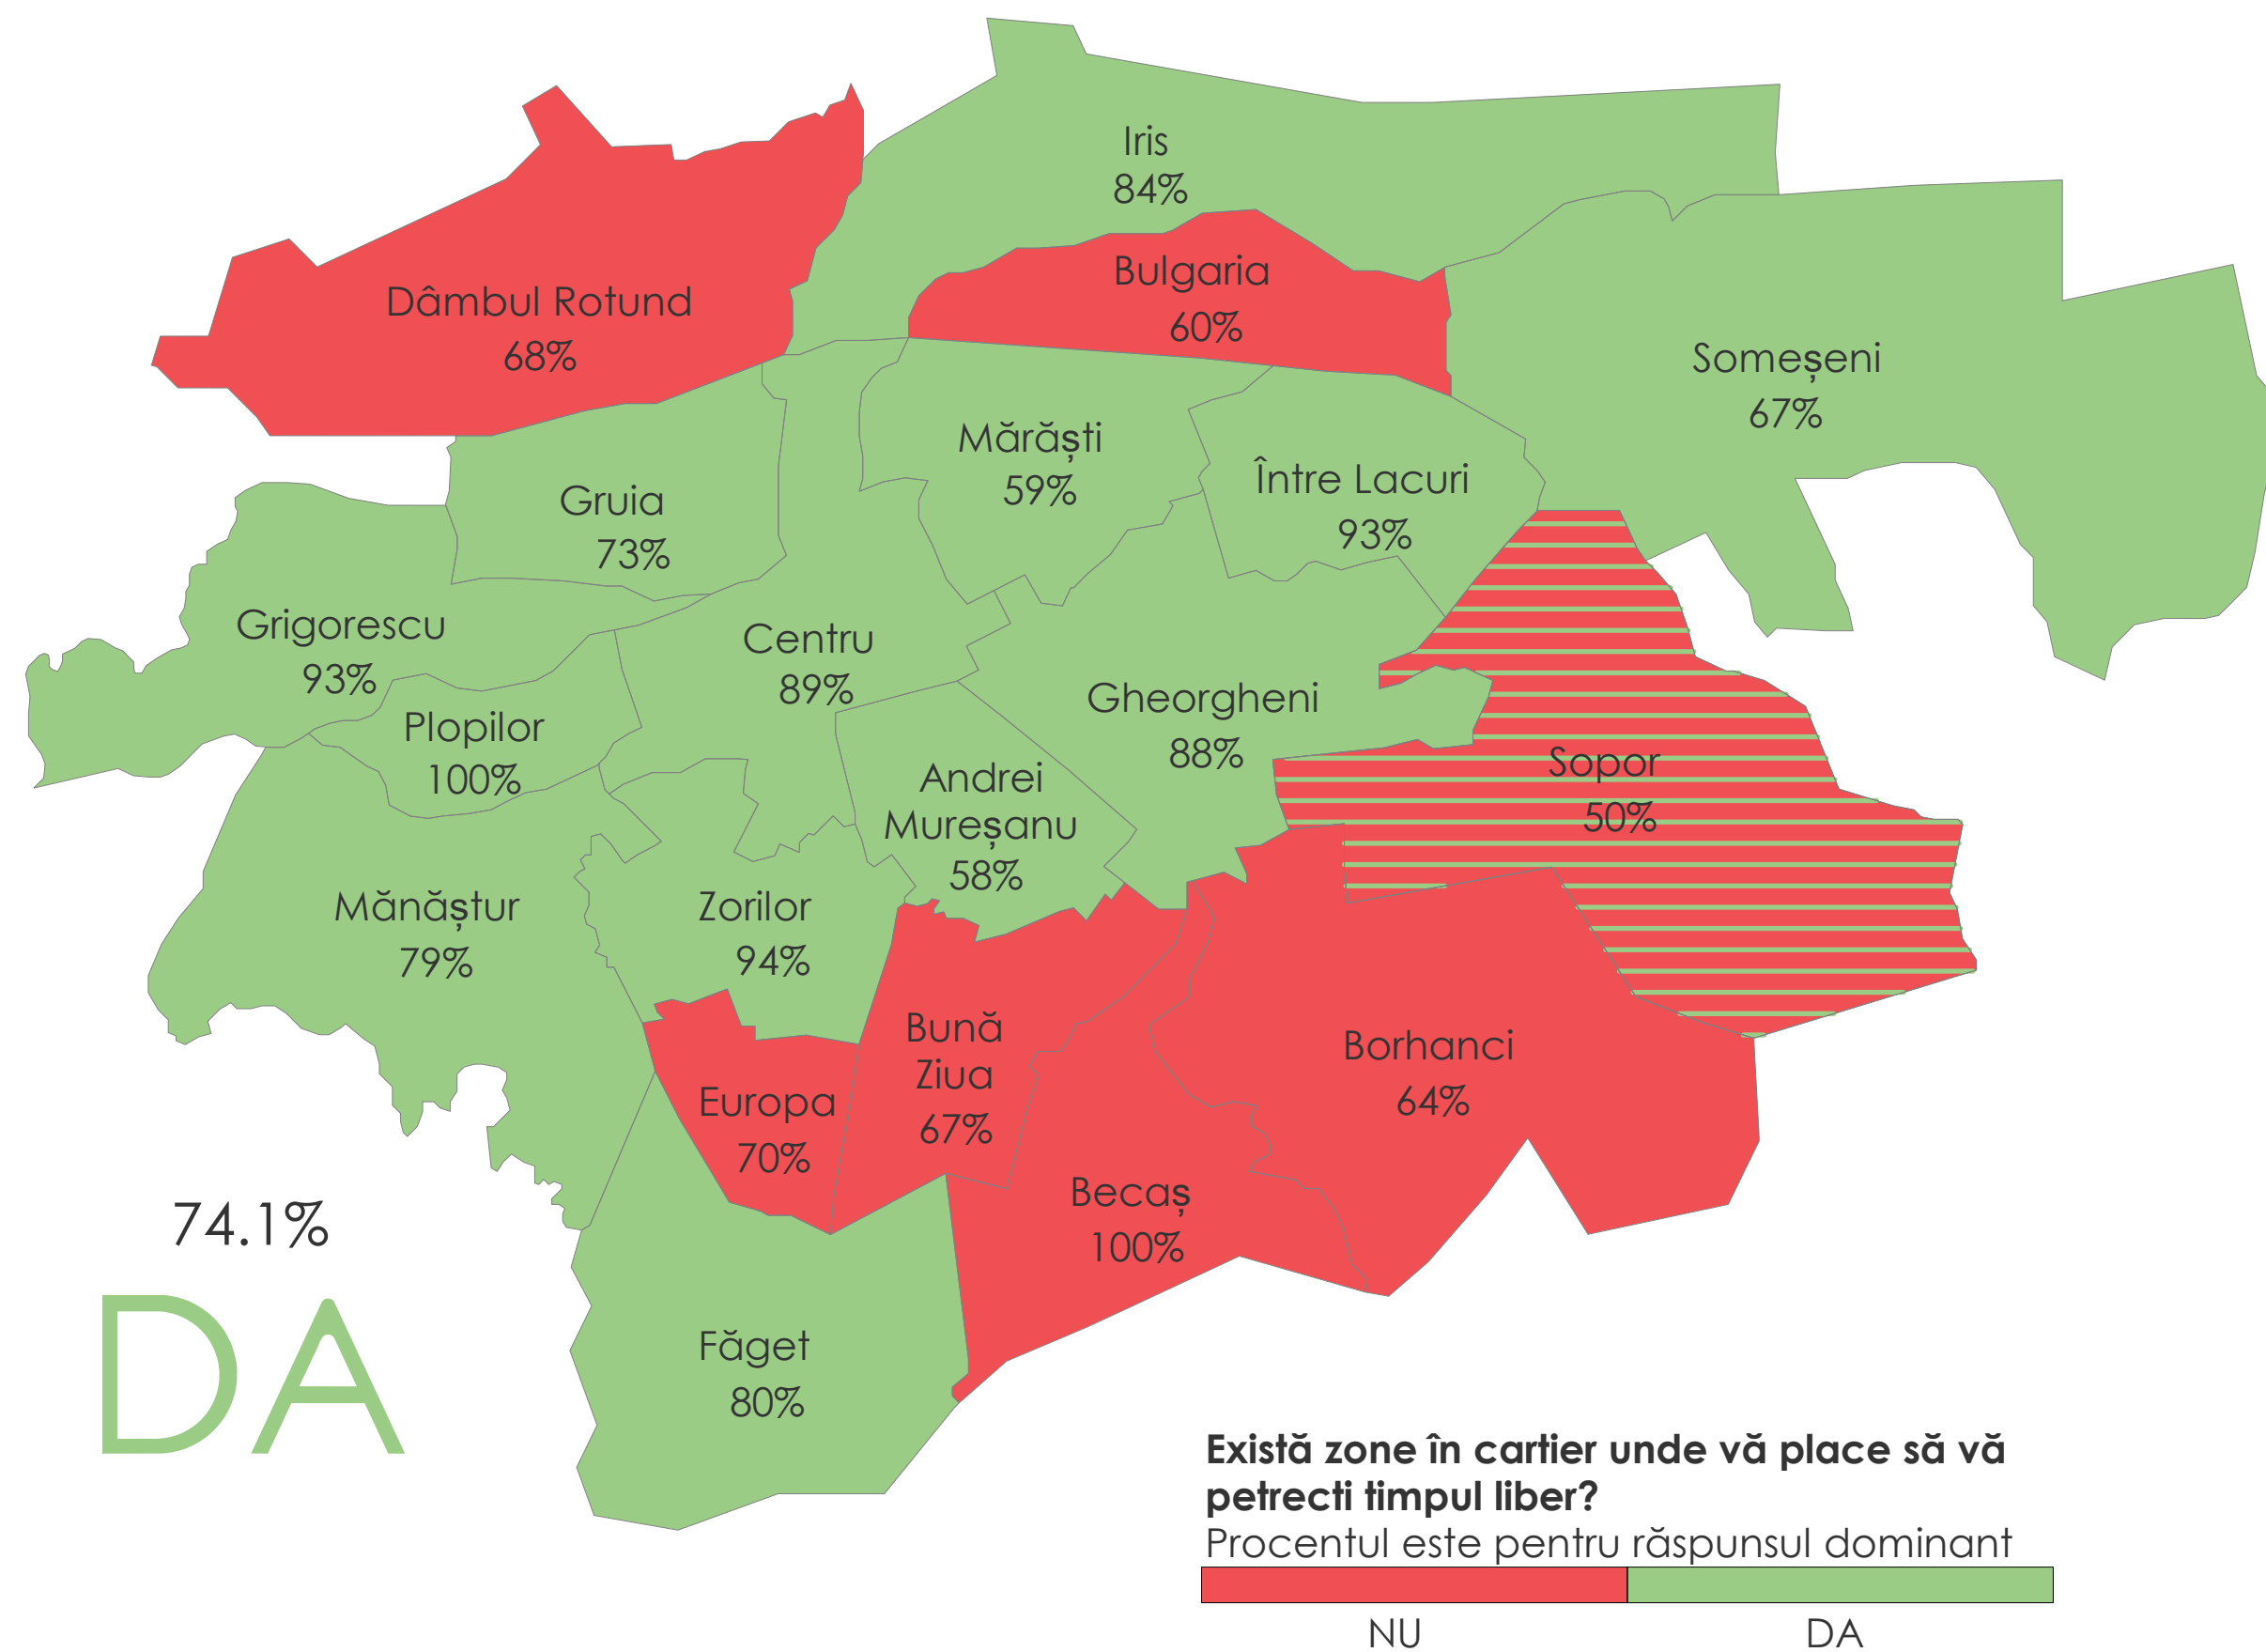 Iris
84%
Bulgaria
60%
Dâmbul Rotund
68%
Someșeni
67%
Mărăști
59%
Între Lacuri
93%
Gruia
73%
Grigorescu
93%
Centru
89%
Plopilor
100%
Gheorgheni
88%
Sopor
50%
Andrei
Mureșanu
58%
Mănăștur
79%
Zorilor
94%
Bună
Ziua
67%
Borhanci
64%
Europa
70%
Becaș
100%
74.1%
DA
Făget
80%
Există zone în cartier unde vă place să vă
petrecti timpul liber?
Procentul este pentru răspunsul dominant
NU
DA